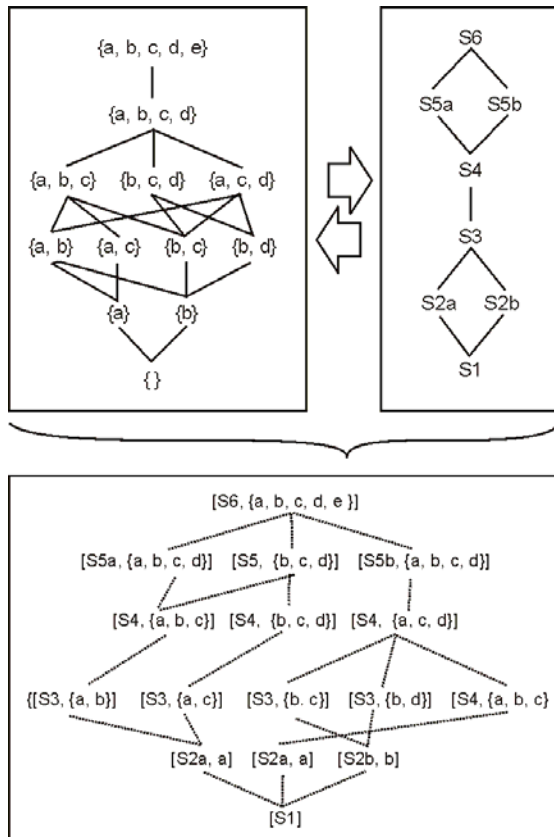 {a, b, c, d, e}
{a, b, c, d}
{a, b, c} {b, c, d} {a, c, d}
{a, b} {a, c} {b, c} {b, d}
{a} {b}
{ }
S6
S5a S5b
S4
S3
S2a S2b
S1
[S6, {a, b, c, d, e }]
[S5a, {a, b, c, d}] [S5, {b, c, d}] [S5b, {a, b, c, d}]
[S4, {a, b, c}] [S4, {b, c, d}] [S4, {a, c, d}]
{[S3, {a, b}] [S3, {a, c}] [S3, {b. c}] [S3, {b, d}] [S4, {a, b, c}
[S2a, a] [S2a, a] [S2b, b]
[S1]